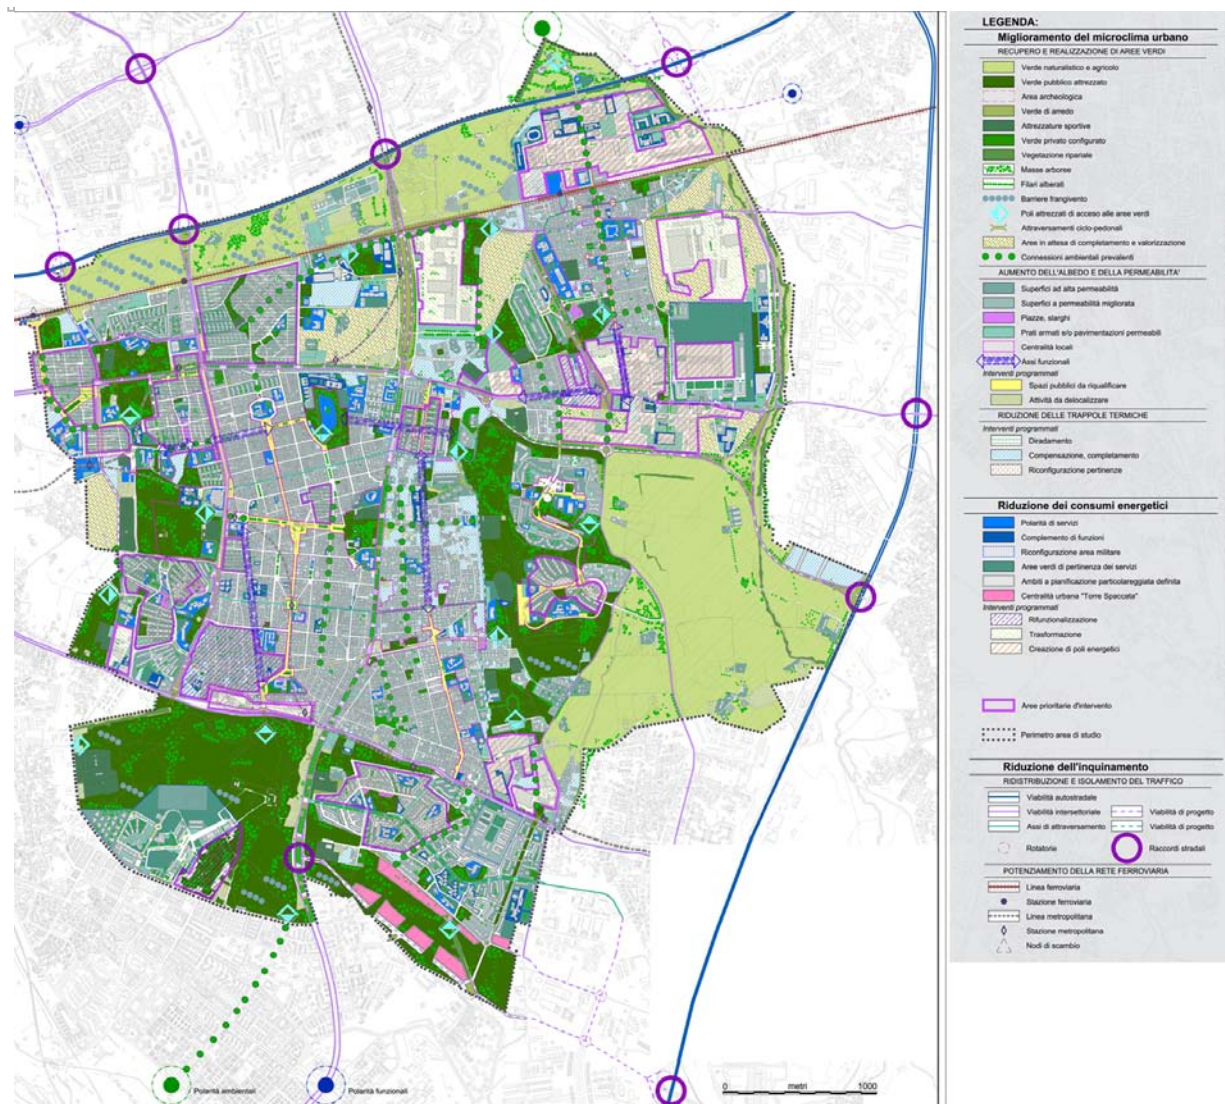 LEGENDA:
Miglioramento del microclima urbano
RECUPERO E REALIZZAZIONE DI AREE VERDI
Verde naturalistico e agricolo
Verde pubblico attrezzato
Area archeologica
Verde di arredo
Attrezzature sportive
Verde privato configurato
Vegetazione ripariale
Masse arboree
Filari alberati
Barriere frangivento
Poli attrezzati di acceso alle aree verdi
Attraversamenti ciclo-pedonali
Aree in attesa di completamento e valorizzazione
Connessioni ambientali prevalenti
AUMENTO DELL'ALBEDO E DELLA PERMEABILITA'
Superfici ad alta permeabilità
Superfici a permeabilità migliorata
Piazze, slarghi
Prati armati e/o pavimentazioni permeabili
Centralità locali
Assi funzionali
Interventi programmati
Spazi pubblici da riqualificare
Attività da delocalizzare
RIDUZIONE DELLE TRAPPOLE TERMICHE
Interventi programmati
Diradamento
Compensazione, completamento
Riconfigurazione pertinenze
Riduzione dei consumi energetici
Polarità di servizi
Complemento di funzioni
Riconfigurazione area militare
Aree verdi di pertinenza dei servizi
Ambiti a pianificazione particolareggiata definita
Centralità urbana "Torre Spaccata"
Interventi programmati
Rifunzionalizzazione
Trasformazione
Creazione di poli energetici
Aree prioritarie d'intervento
Perimetro area di studio
Riduzione dell'inquinamento
RIDISTRIBUZIONE E ISOLAMENTO DEL TRAFFICO
Viabilità autostradale
Viabilità intersettoriale Viabilità di progetto
Assi di attraversamento Viabilità di progetto
Rotatorie Raccordi stradali
POTENZIAMENTO DELLA RETE FERROVIARIA
Linea ferroviaria
Stazione ferroviaria
Linea metropolitana
Stazione metropolitana
Nodi di scambio
Polarità ambientali Polarità funzionali
0 metri 1000